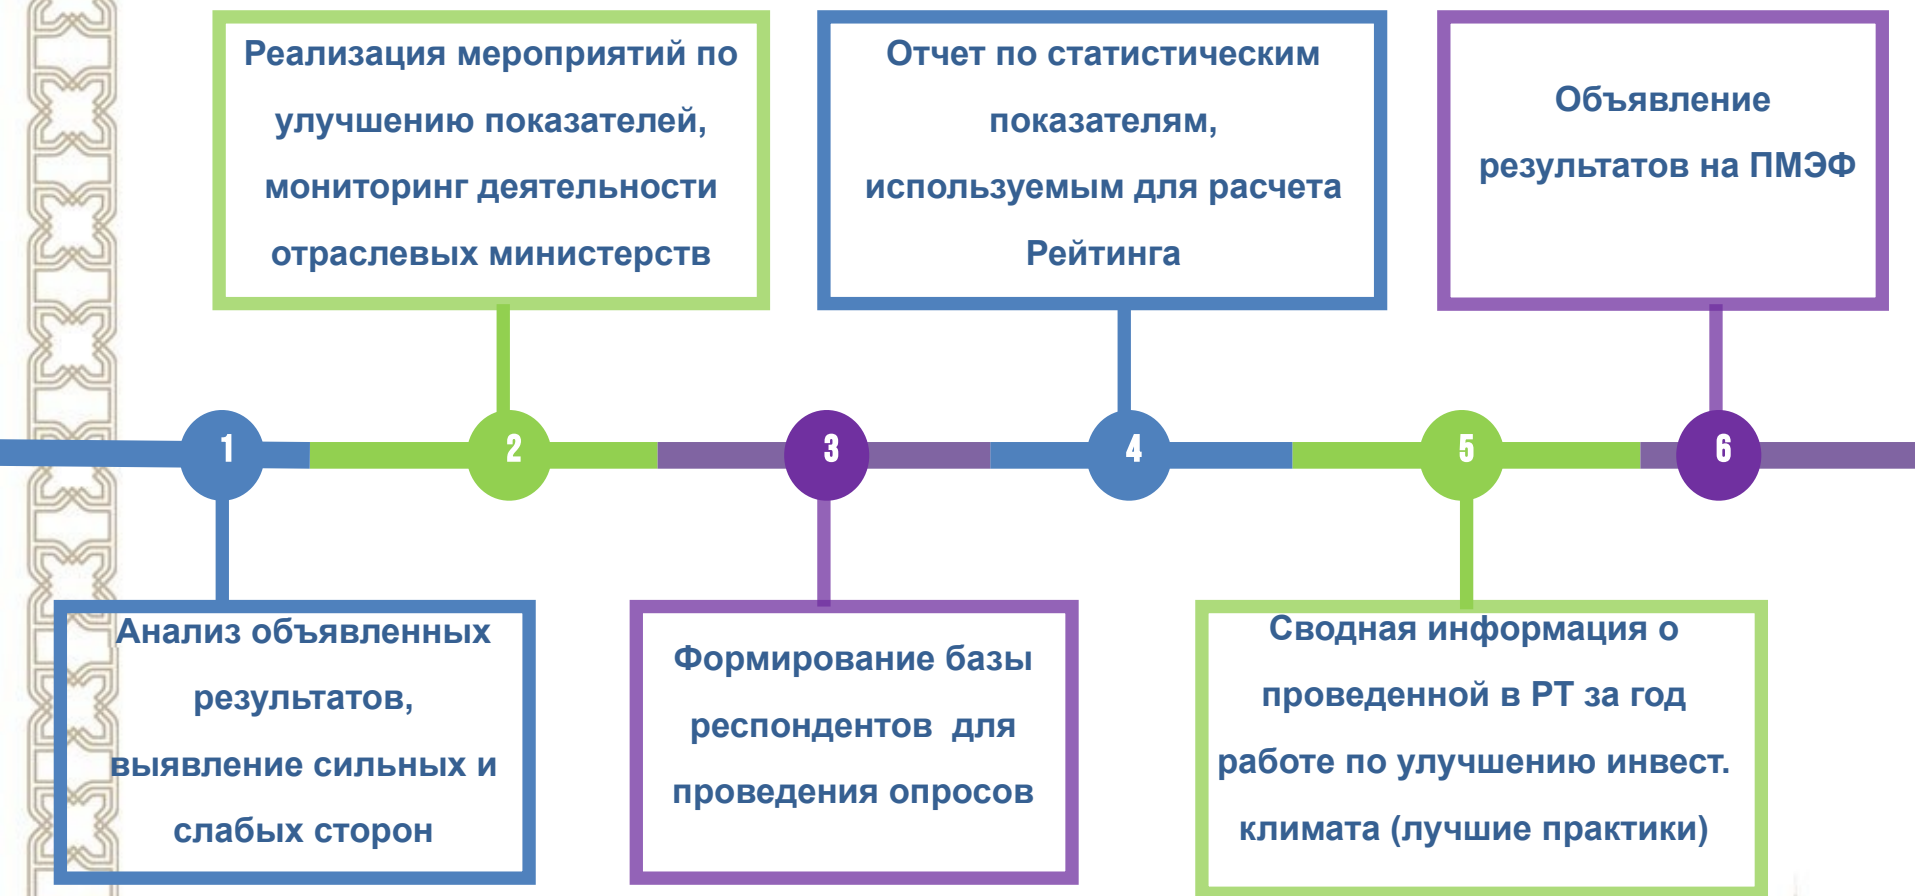 Реализация мероприятий по
улучшению показателей,
мониторинг деятельности
отраслевых министерств
Отчет по статистическим
показателям,
используемым для расчета
Рейтинга
Объявление
результатов на ПМЭФ
1
2
3
4
5
6
Анализ объявленных
результатов,
выявление сильных и
слабых сторон
Формирование базы
респондентов для
проведения опросов
Сводная информация о
проведенной в РТ за год
работе по улучшению инвест.
климата (лучшие практики)